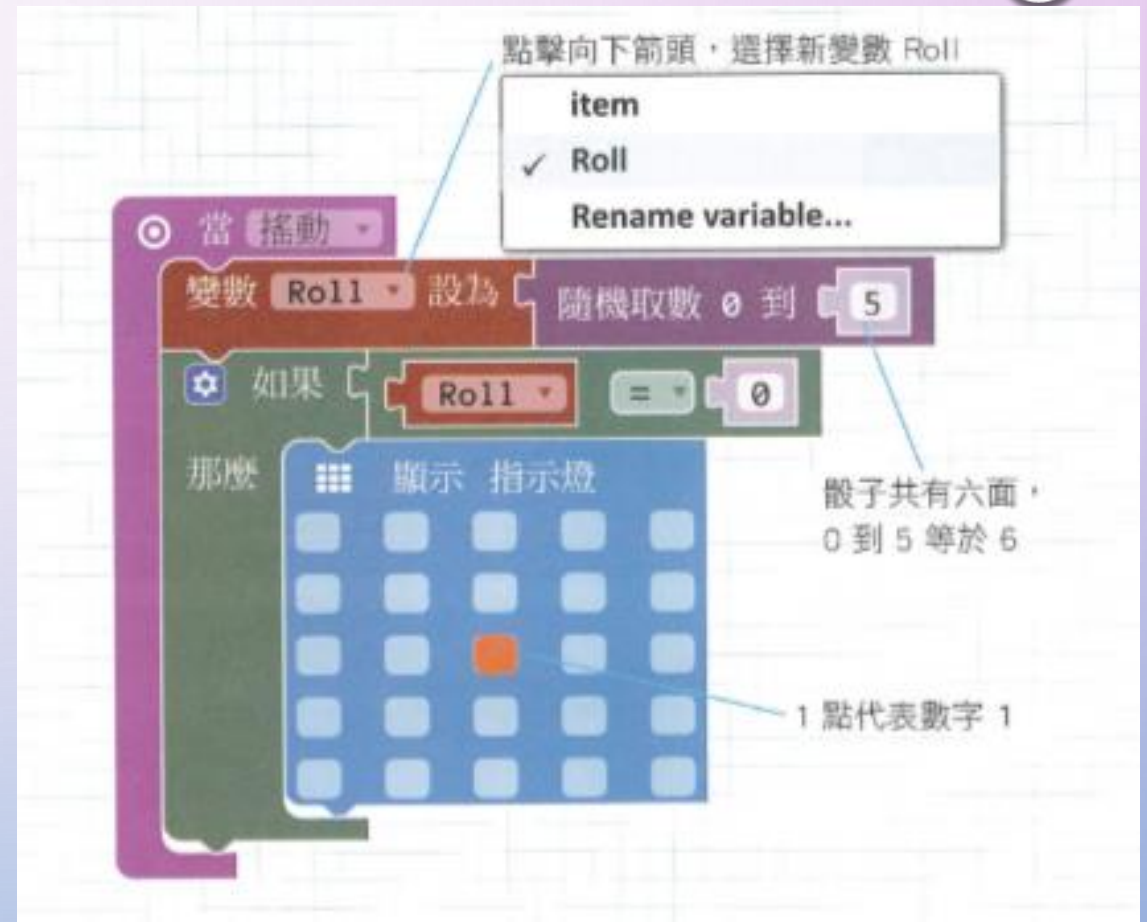 點擊向下箭頭，選擇新變數 Roll
item
✓ Roll
Rename variable...
當 搖動
變數 Roll 設為 隨機取數 0 到 5
如果 Roll = 0
那麼 顯示 指示燈
骰子共有六面，
0 到 5 等於 6
1 點代表數字 1